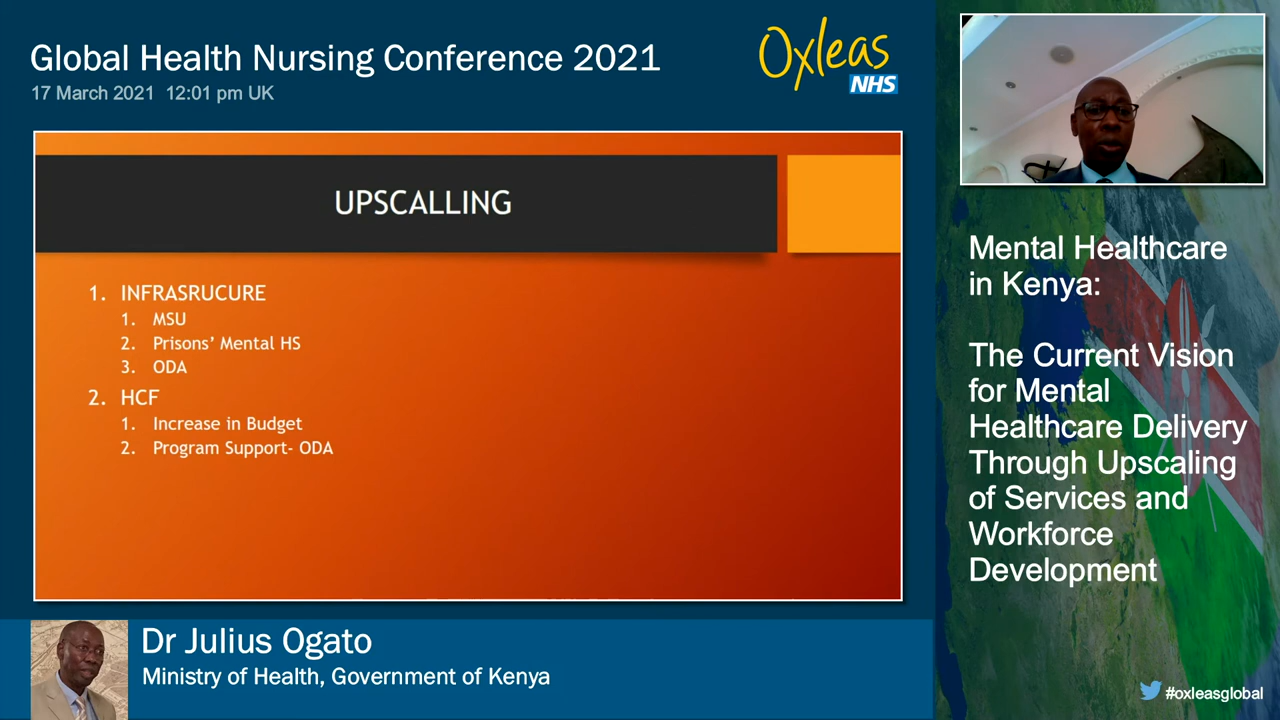 Global Health Nursing Conference 2021
17 March 2021 12:01 pm UK
Oxleas
NHS
UPSCALLING
1. INFRASRUCURE
1. MSU
2. Prisons’ Mental HS
3. ODA
2. HCF
1. Increase in Budget
2. Program Support- ODA
Mental Healthcare
in Kenya:
The Current Vision
for Mental
Healthcare Delivery
Through Upscaling
of Services and
Workforce
Development
Dr Julius Ogato
Ministry of Health, Government of Kenya
#oxleasglobal